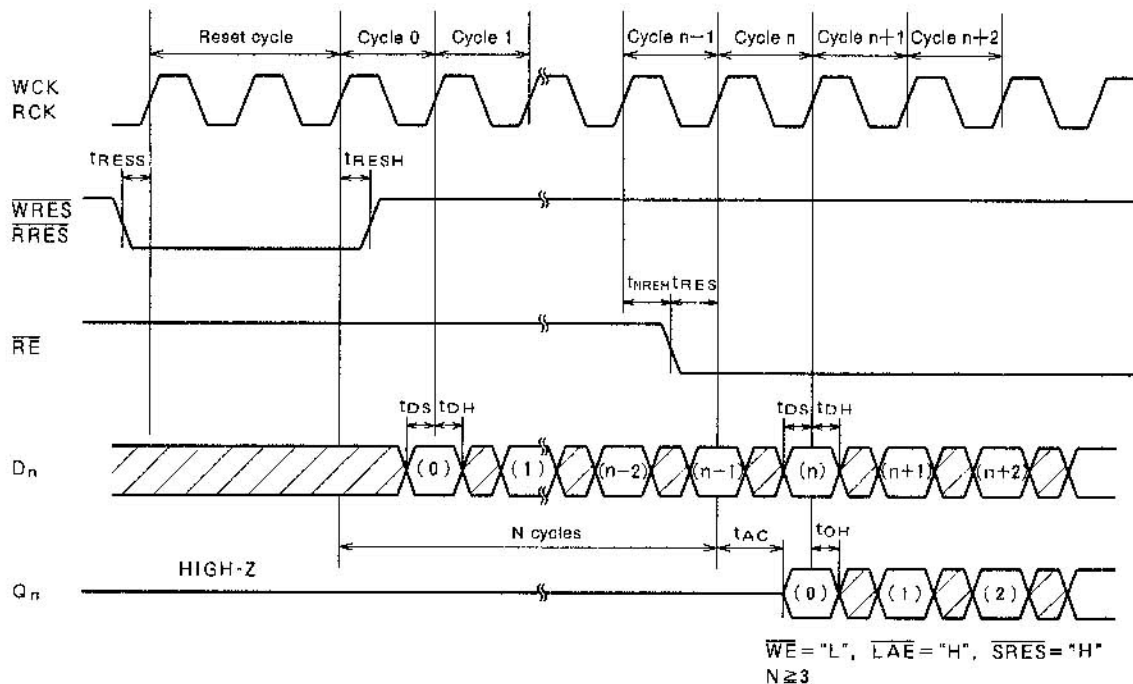 Reset cycle Cycle 0 Cycle 1 Cycle n−1 Cycle n Cycle n+1 Cycle n+2
WCK
RCK
tRESS tRESH
WRES
RRES
tNREH tRES
RE
tDS tDH tDS tDH
Dn (0) (1) (n-2) (n-1) (n) (n+1) (n+2)
N cycles tAC tOH
HIGH-Z
Qn (0) (1) (2)
WE = "L", LAE = "H", SRES = "H"
N≧3